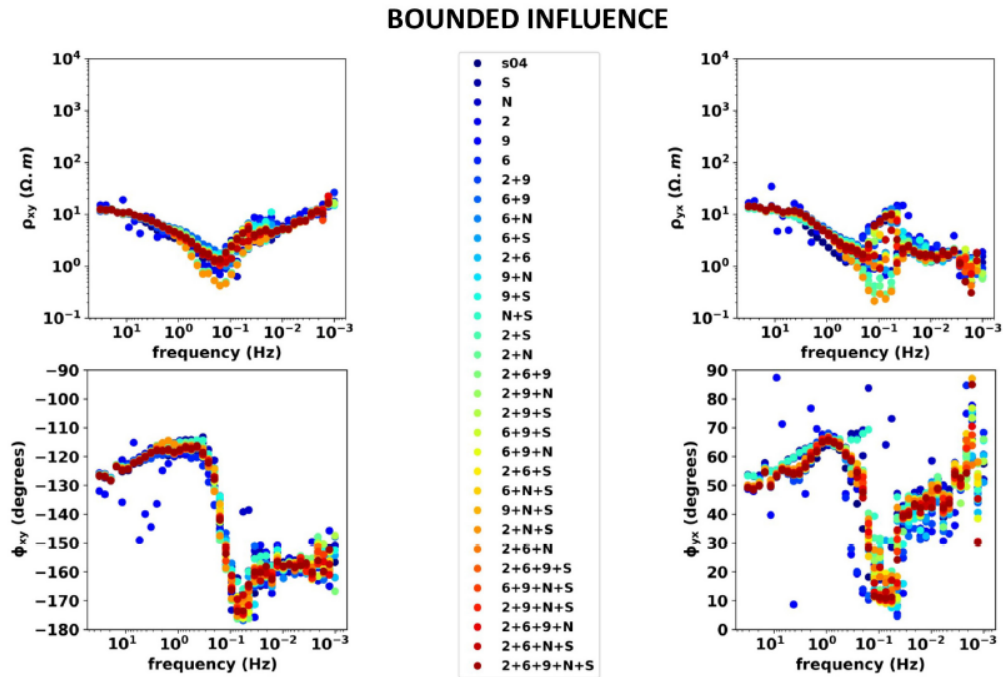 BOUNDED INFLUENCE
10⁴
10³
10²
10¹
10⁰
10⁻¹
ρxy (Ω.m)
10¹ 10⁰ 10⁻¹ 10⁻² 10⁻³
frequency (Hz)
−90
−100
−110
−120
−130
−140
−150
−160
−170
−180
ϕxy (degrees)
10¹ 10⁰ 10⁻¹ 10⁻² 10⁻³
frequency (Hz)
s04
S
N
2
9
6
2+9
6+9
6+N
6+S
2+6
9+N
9+S
N+S
2+S
2+N
2+6+9
2+9+N
2+9+S
6+9+S
6+9+N
2+6+S
6+N+S
9+N+S
2+N+S
2+6+N
2+6+9+S
6+9+N+S
2+9+N+S
2+6+9+N
2+6+N+S
2+6+9+N+S
10⁴
10³
10²
10¹
10⁰
10⁻¹
ρyx (Ω.m)
10¹ 10⁰ 10⁻¹ 10⁻² 10⁻³
frequency (Hz)
90
80
70
60
50
40
30
20
10
0
ϕyx (degrees)
10¹ 10⁰ 10⁻¹ 10⁻² 10⁻³
frequency (Hz)